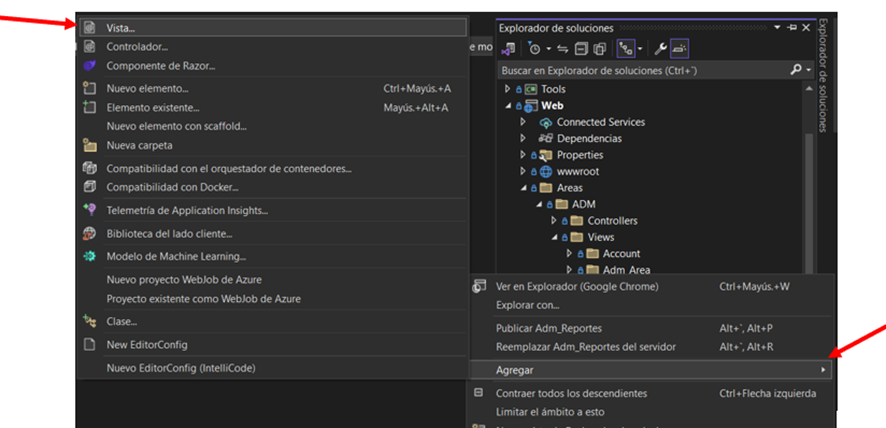 Vista...
Controlador...
Componente de Razor...
Nuevo elemento... Ctrl+Mayús.+A
Elemento existente... Mayús.+Alt+A
Nuevo elemento con scaffold...
Nueva carpeta
Compatibilidad con el orquestador de contenedores...
Compatibilidad con Docker...
Telemetría de Application Insights...
Biblioteca del lado cliente...
Modelo de Machine Learning...
Nuevo proyecto WebJob de Azure
Proyecto existente como WebJob de Azure
Clase...
New EditorConfig
Nuevo EditorConfig (IntelliCode)
e mo
Explorador de soluciones
Buscar en Explorador de soluciones (Ctrl+´)
Tools
Web
Connected Services
Dependencias
Properties
wwwroot
Areas
ADM
Controllers
Views
Account
Adm_Area
Explorador de soluciones
Ver en Explorador (Google Chrome) Ctrl+Mayús.+W
Explorar con...
Publicar Adm_Reportes Alt+´, Alt+P
Reemplazar Adm_Reportes del servidor Alt+´, Alt+R
Agregar
Contraer todos los descendientes Ctrl+Flecha izquierda
Limitar el ámbito a esto